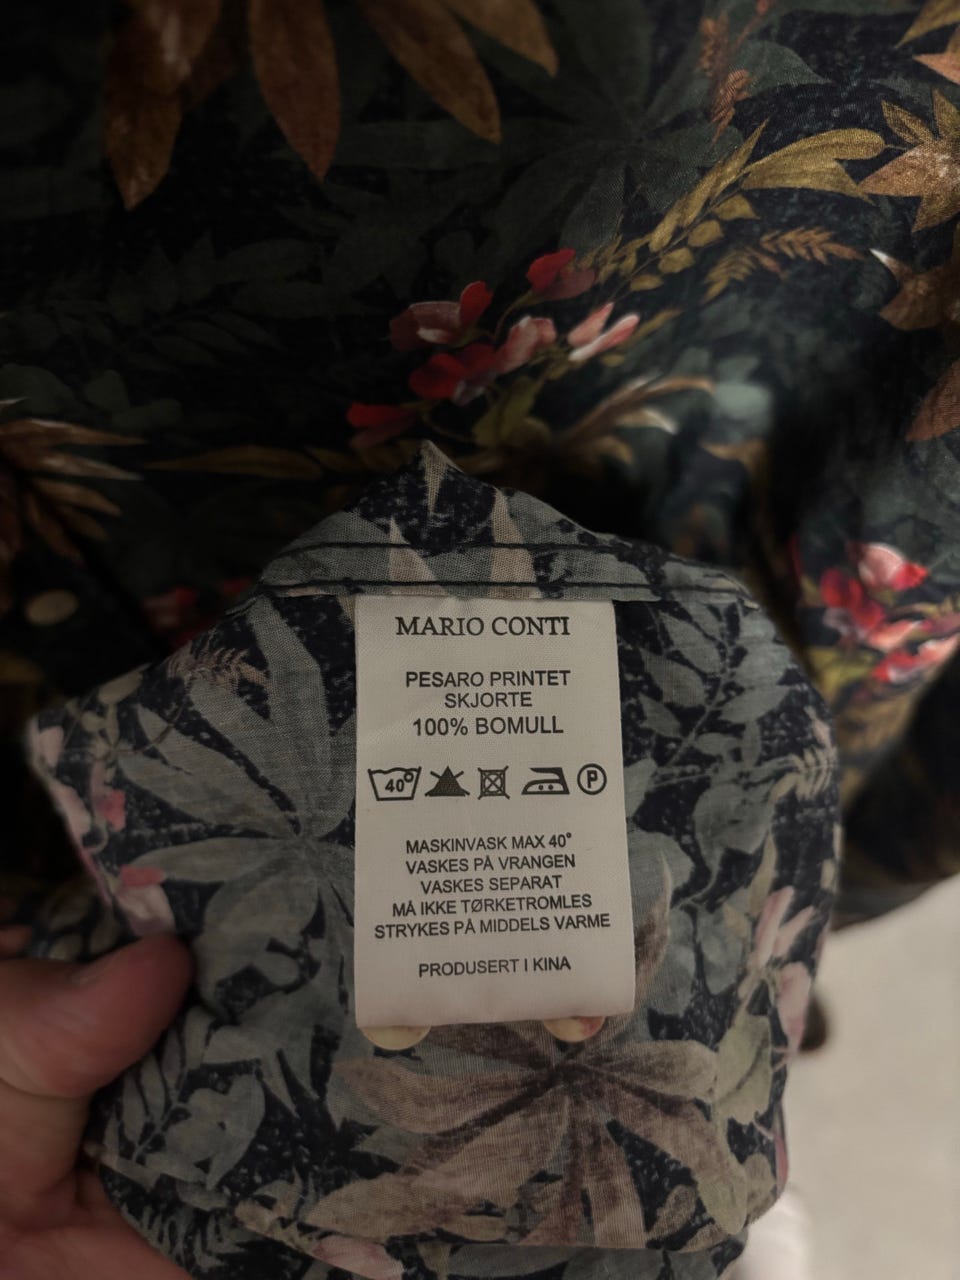 MARIO CONTI
PESARO PRINTET
SKJORTE
100% BOMULL
40° P
MASKINVASK MAX 40°
VASKES PÅ VRANGEN
VASKES SEPARAT
MÅ IKKE TØRKETROMLES
STRYKES PÅ MIDDELS VARME
PRODUSERT I KINA